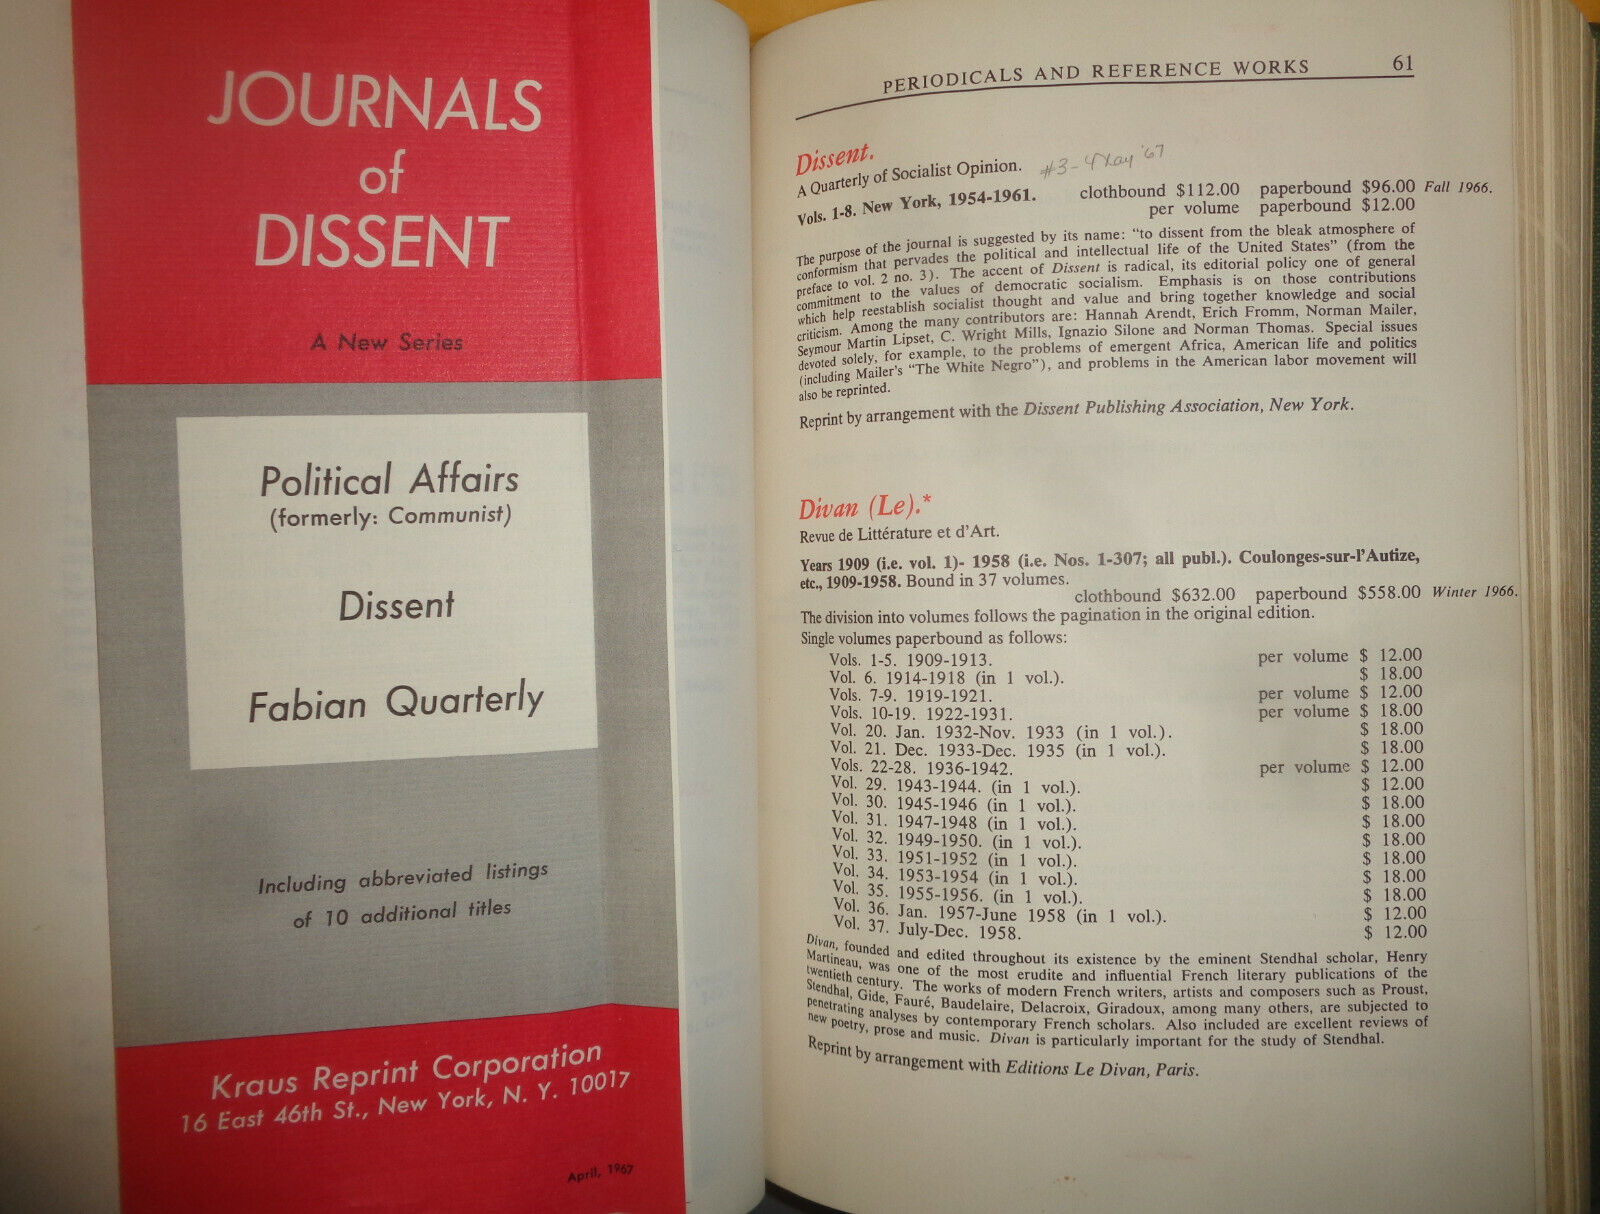 JOURNALS
of
DISSENT
A New Series
Political Affairs
(formerly: Communist)
Dissent
Fabian Quarterly
Including abbreviated listings
of 10 additional titles
Kraus Reprint Corporation
16 East 46th St., New York, N. Y. 10017
April, 1967
PERIODICALS AND REFERENCE WORKS 61
Dissent.
A Quarterly of Socialist Opinion. #3-4 May '67
Vols. 1-8. New York, 1954-1961. clothbound $112.00 paperbound $96.00 Fall 1966.
per volume paperbound $12.00
The purpose of the journal is suggested by its name: “to dissent from the bleak atmosphere of
conformism that pervades the political and intellectual life of the United States” (from the
preface to vol. 2 no. 3). The accent of Dissent is radical, its editorial policy one of general
commitment to the values of democratic socialism. Emphasis is on those contributions
which help reestablish socialist thought and value and bring together knowledge and social
criticism. Among the many contributors are: Hannah Arendt, Erich Fromm, Norman Mailer,
Seymour Martin Lipset, C. Wright Mills, Ignazio Silone and Norman Thomas. Special issues
devoted solely, for example, to the problems of emergent Africa, American life and politics
(including Mailer's “The White Negro”), and problems in the American labor movement will
also be reprinted.
Reprint by arrangement with the Dissent Publishing Association, New York.
Divan (Le).*
Revue de Littérature et d'Art.
Years 1909 (i.e. vol. 1)- 1958 (i.e. Nos. 1-307; all publ.). Coulonges-sur-l'Autize,
etc., 1909-1958. Bound in 37 volumes.
clothbound $632.00 paperbound $558.00 Winter 1966.
The division into volumes follows the pagination in the original edition.
Single volumes paperbound as follows:
Vols. 1-5. 1909-1913. per volume $ 12.00
Vol. 6. 1914-1918 (in 1 vol.). $ 18.00
Vols. 7-9. 1919-1921. per volume $ 12.00
Vols. 10-19. 1922-1931. per volume $ 18.00
Vol. 20. Jan. 1932-Nov. 1933 (in 1 vol.). $ 18.00
Vol. 21. Dec. 1933-Dec. 1935 (in 1 vol.). $ 18.00
Vols. 22-28. 1936-1942. per volume $ 12.00
Vol. 29. 1943-1944. (in 1 vol.). $ 12.00
Vol. 30. 1945-1946 (in 1 vol.). $ 18.00
Vol. 31. 1947-1948 (in 1 vol.). $ 18.00
Vol. 32. 1949-1950. (in 1 vol.). $ 18.00
Vol. 33. 1951-1952 (in 1 vol.). $ 18.00
Vol. 34. 1953-1954 (in 1 vol.). $ 18.00
Vol. 35. 1955-1956. (in 1 vol.). $ 18.00
Vol. 36. Jan. 1957-June 1958 (in 1 vol.). $ 12.00
Vol. 37. July-Dec. 1958. $ 12.00
Divan, founded and edited throughout its existence by the eminent Stendhal scholar, Henry
Martineau, was one of the most erudite and influential French literary publications of the
twentieth century. The works of modern French writers, artists and composers such as Proust,
Stendhal, Gide, Fauré, Baudelaire, Delacroix, Giradoux, among many others, are subjected to
penetrating analyses by contemporary French scholars. Also included are excellent reviews of
new poetry, prose and music. Divan is particularly important for the study of Stendhal.
Reprint by arrangement with Editions Le Divan, Paris.